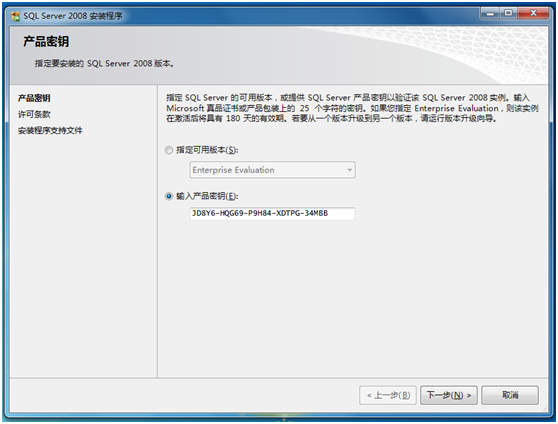 SQL Server 2008 安装程序
产品密钥
指定要安装的 SQL Server 2008 版本。
产品密钥
许可条款
安装程序支持文件
指定 SQL Server 的可用版本，或提供 SQL Server 产品密钥以验证该 SQL Server 2008 实例。输入
Microsoft 真品证书或产品包装上的 25 个字符的密钥。如果您指定 Enterprise Evaluation，则该实例
在激活后将具有 180 天的有效期。若要从一个版本升级到另一个版本，请运行版本升级向导。
指定可用版本(S):
Enterprise Evaluation
输入产品密钥(E):
JD8Y6-HQG69-P9H84-XDTPG-34MBB
< 上一步(B)
下一步(N) >
取消